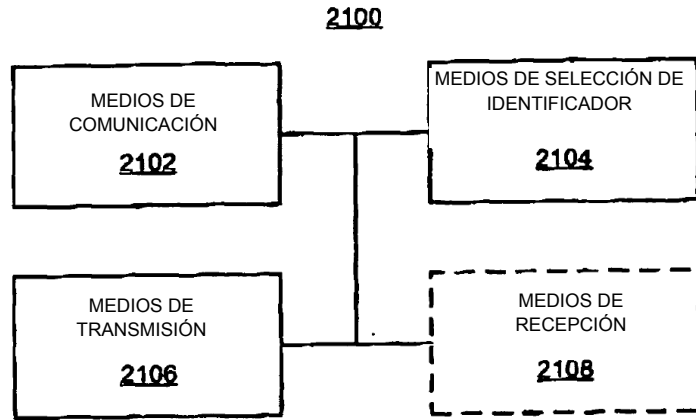 2100
MEDIOS DE
COMUNICACIÓN
2102
MEDIOS DE SELECCIÓN DE
IDENTIFICADOR
2104
MEDIOS DE
TRANSMISIÓN
2106
MEDIOS DE
RECEPCIÓN
2108